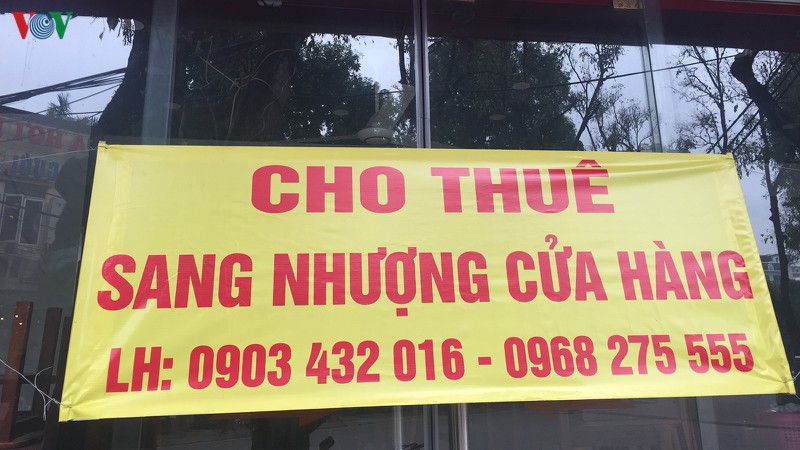 VOV
CHO THUÊ
SANG NHƯỢNG CỬA HÀNG
LH: 0903 432 016 - 0968 275 555